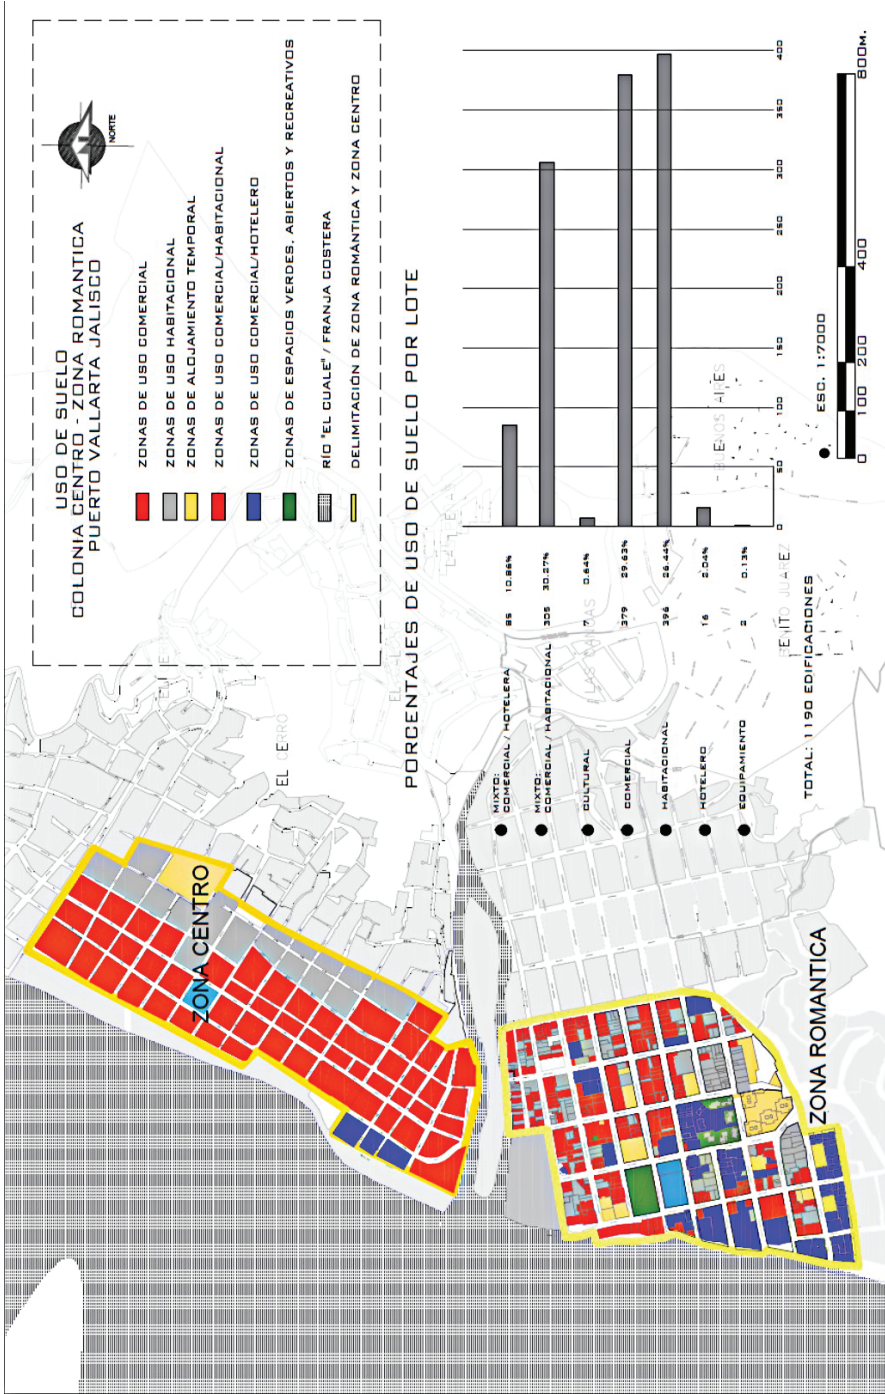 USO DE SUELO
COLONIA CENTRO - ZONA ROMANTICA
PUERTO VALLARTA JALISCO
NORTE
ZONAS DE USO COMERCIAL
ZONAS DE USO HABITACIONAL
ZONAS DE ALOJAMIENTO TEMPORAL
ZONAS DE USO COMERCIAL/HABITACIONAL
ZONAS DE USO COMERCIAL/HOTELERO
ZONAS DE ESPACIOS VERDES, ABIERTOS Y RECREATIVOS
RÍO "EL CUALE" / FRANJA COSTERA
DELIMITACIÓN DE ZONA ROMÁNTICA Y ZONA CENTRO
PORCENTAJES DE USO DE SUELO POR LOTE
MIXTO:
COMERCIAL / HOTELERA 85 10.86%
MIXTO:
COMERCIAL / HABITACIONAL 305 30.27%
CULTURAL 7 0.64%
COMERCIAL 379 29.63%
HABITACIONAL 396 26.44%
HOTELERO 16 2.04%
EQUIPAMIENTO 2 0.13%
0 50 100 150 200 250 300 350 400
TOTAL: 1190 EDIFICACIONES
ESC. 1:7000
0 100 200 400 800M.
ZONA CENTRO
ZONA ROMANTICA
EL CERRO
BUENOS AIRES
BENITO JUAREZ